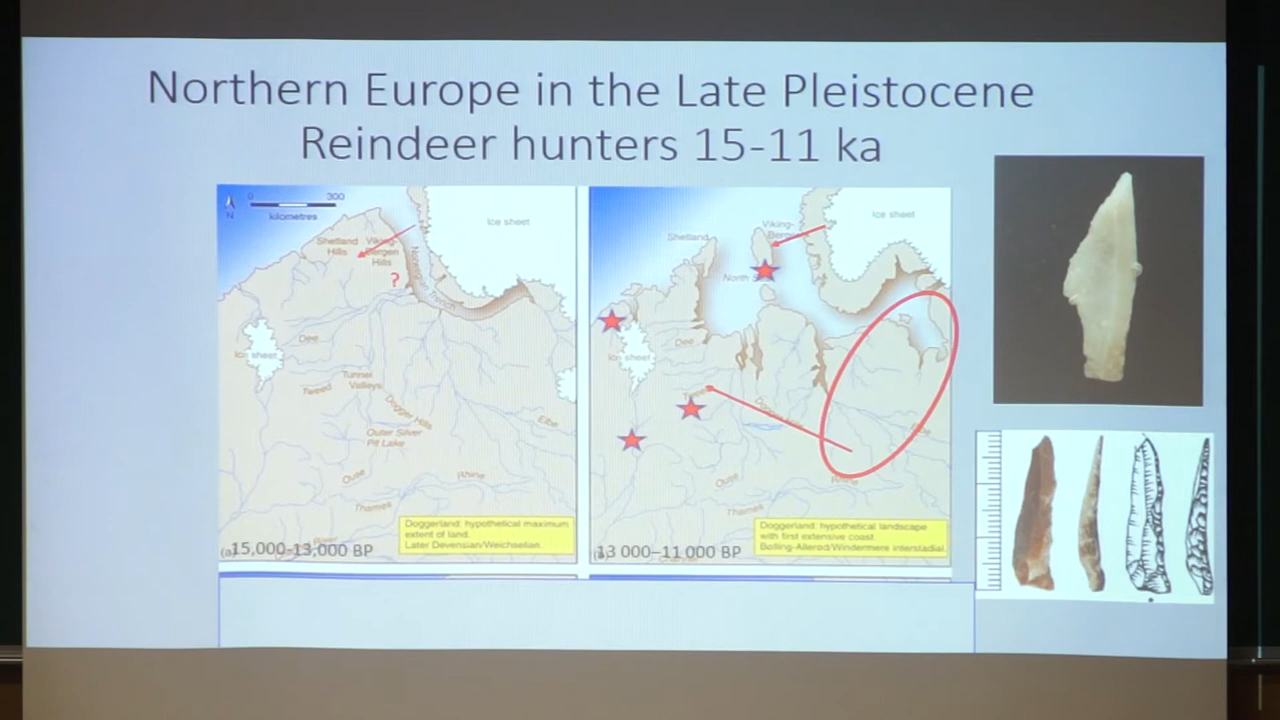 Northern Europe in the Late Pleistocene
Reindeer hunters 15-11 ka
0 300
N
kilometres
Ice sheet
Shetland
Hills
Viking-
Bergen
Hills
?
Ice sheet
Dee
Tweed
Tunnel
Valleys
Dogger Hills
Outer Silver
Pit Lake
Elbe
Ouse
Rhine
Thames
Doggerland: hypothetical maximum
extent of land.
Later Devensian/Weichselian.
15,000-13,000 BP
Ice sheet
Shetland
Viking-
North
Ice sheet
Dee
Ouse
Rhine
Thames
Doggerland: hypothetical landscape
with first extensive coast.
Bolling-Allerod/Windermere interstadial.
13 000–11 000 BP